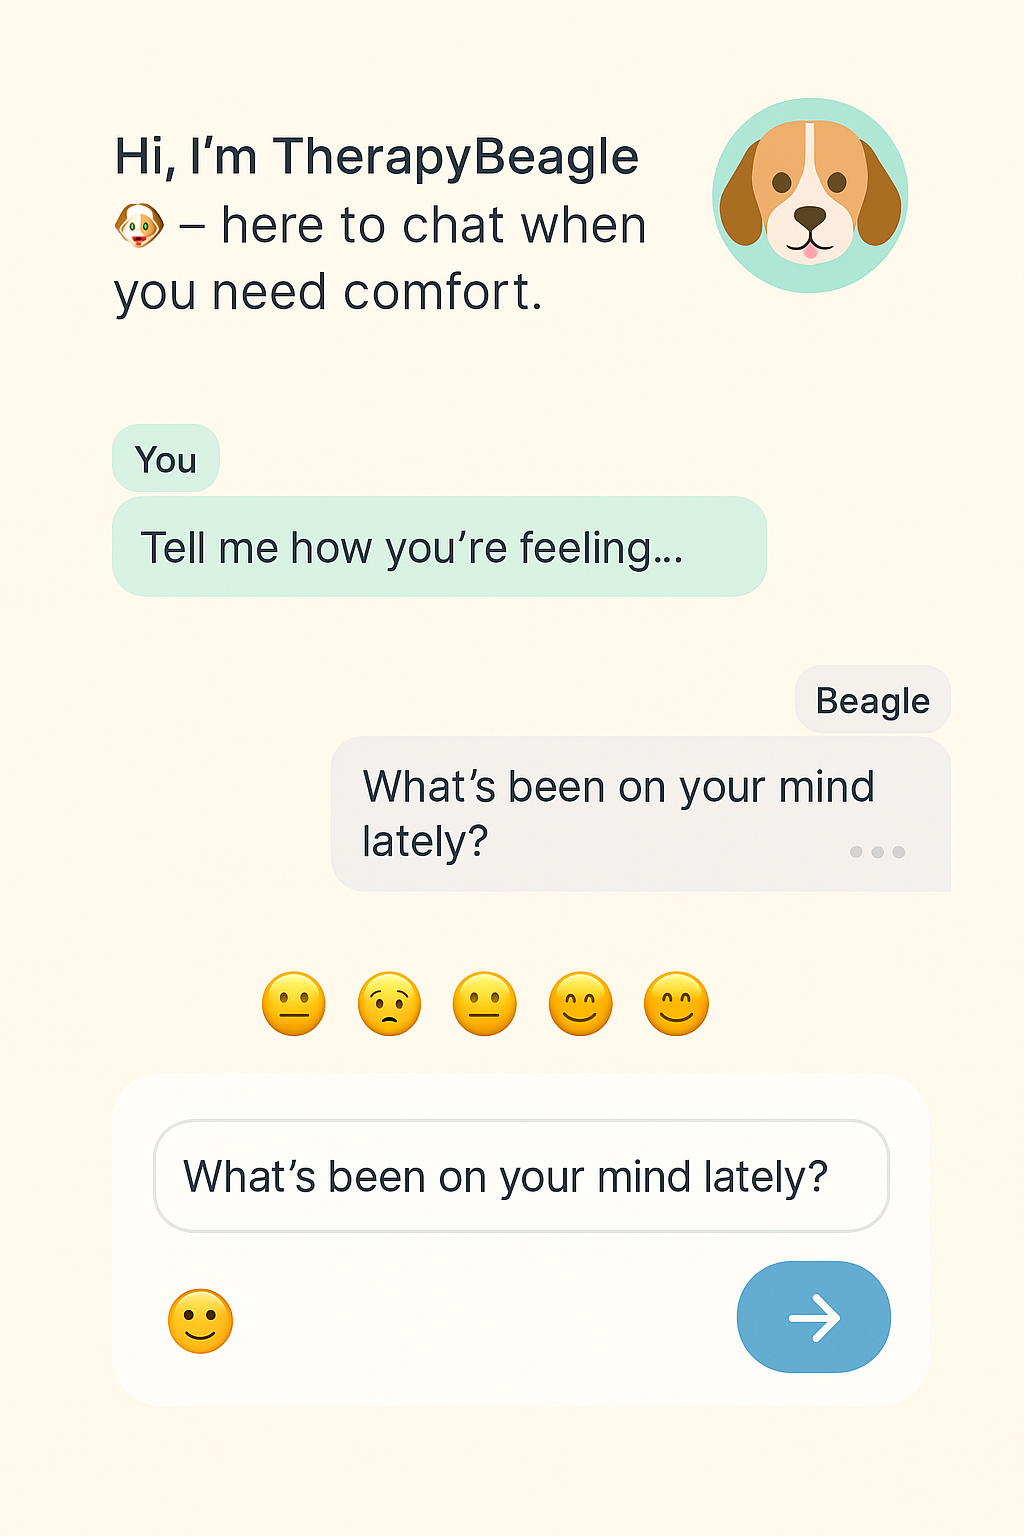 Hi, I’m TherapyBeagle
– here to chat when
you need comfort.
You
Tell me how you’re feeling...
Beagle
What’s been on your mind
lately?
What’s been on your mind lately?